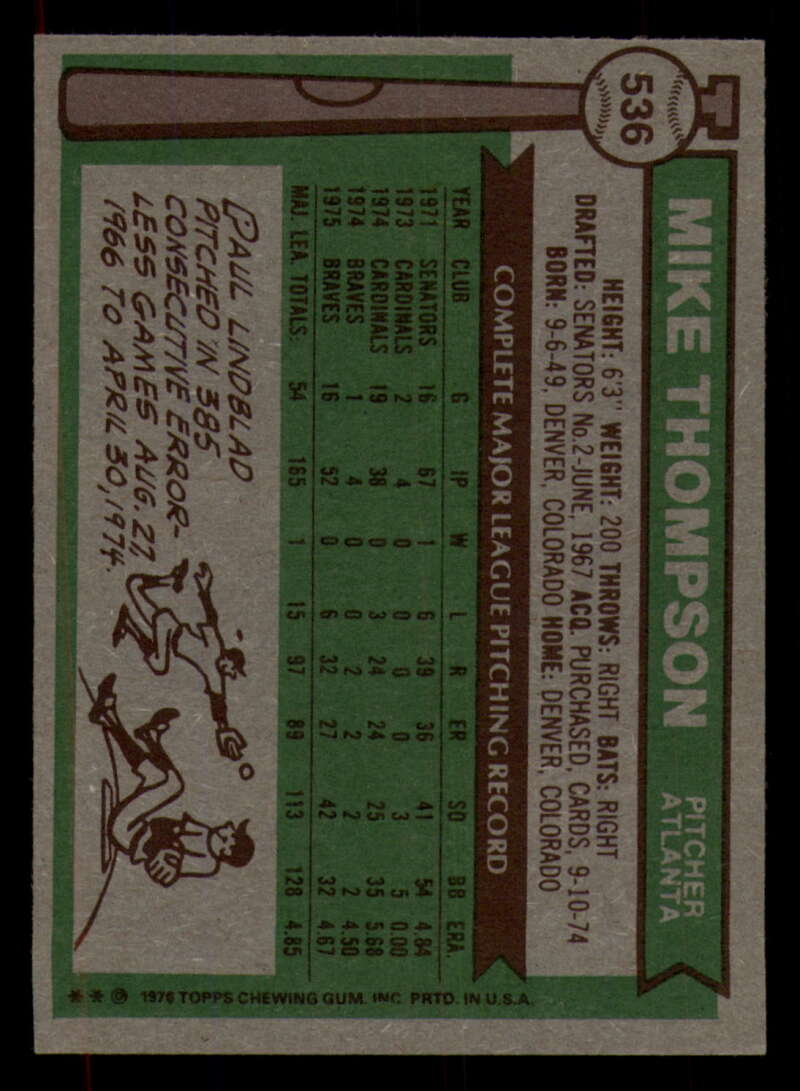 536
MIKE THOMPSON
PITCHER
ATLANTA
HEIGHT: 6'3" WEIGHT: 200 THROWS: RIGHT BATS: RIGHT
DRAFTED: SENATORS No. 2-JUNE, 1967 ACQ. PURCHASED, CARDS, 9-10-74
BORN: 9-6-49, DENVER, COLORADO HOME: DENVER, COLORADO
COMPLETE MAJOR LEAGUE PITCHING RECORD
YEAR CLUB G IP W L R ER SO BB ERA
1971 SENATORS 16 67 1 6 39 36 41 54 4.84
1973 CARDINALS 2 4 0 0 0 0 3 5 0.00
1974 CARDINALS 19 38 0 3 24 24 25 35 5.68
1974 BRAVES 1 4 0 0 2 2 2 2 4.50
1975 BRAVES 16 52 0 6 32 27 42 32 4.67
MAJ. LEA. TOTALS: 54 165 1 15 97 89 113 128 4.85
PAUL LINDBLAD
PITCHED IN 385
CONSECUTIVE ERROR-
LESS GAMES AUG. 27,
1966 TO APRIL 30, 1974.
* * © 1976 TOPPS CHEWING GUM, INC. PRTD. IN U.S.A.